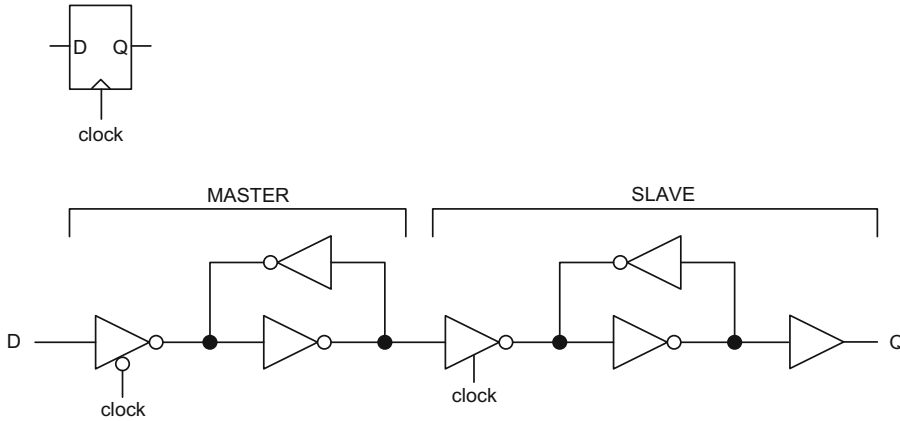 D Q
clock
MASTER SLAVE
D Q
clock clock